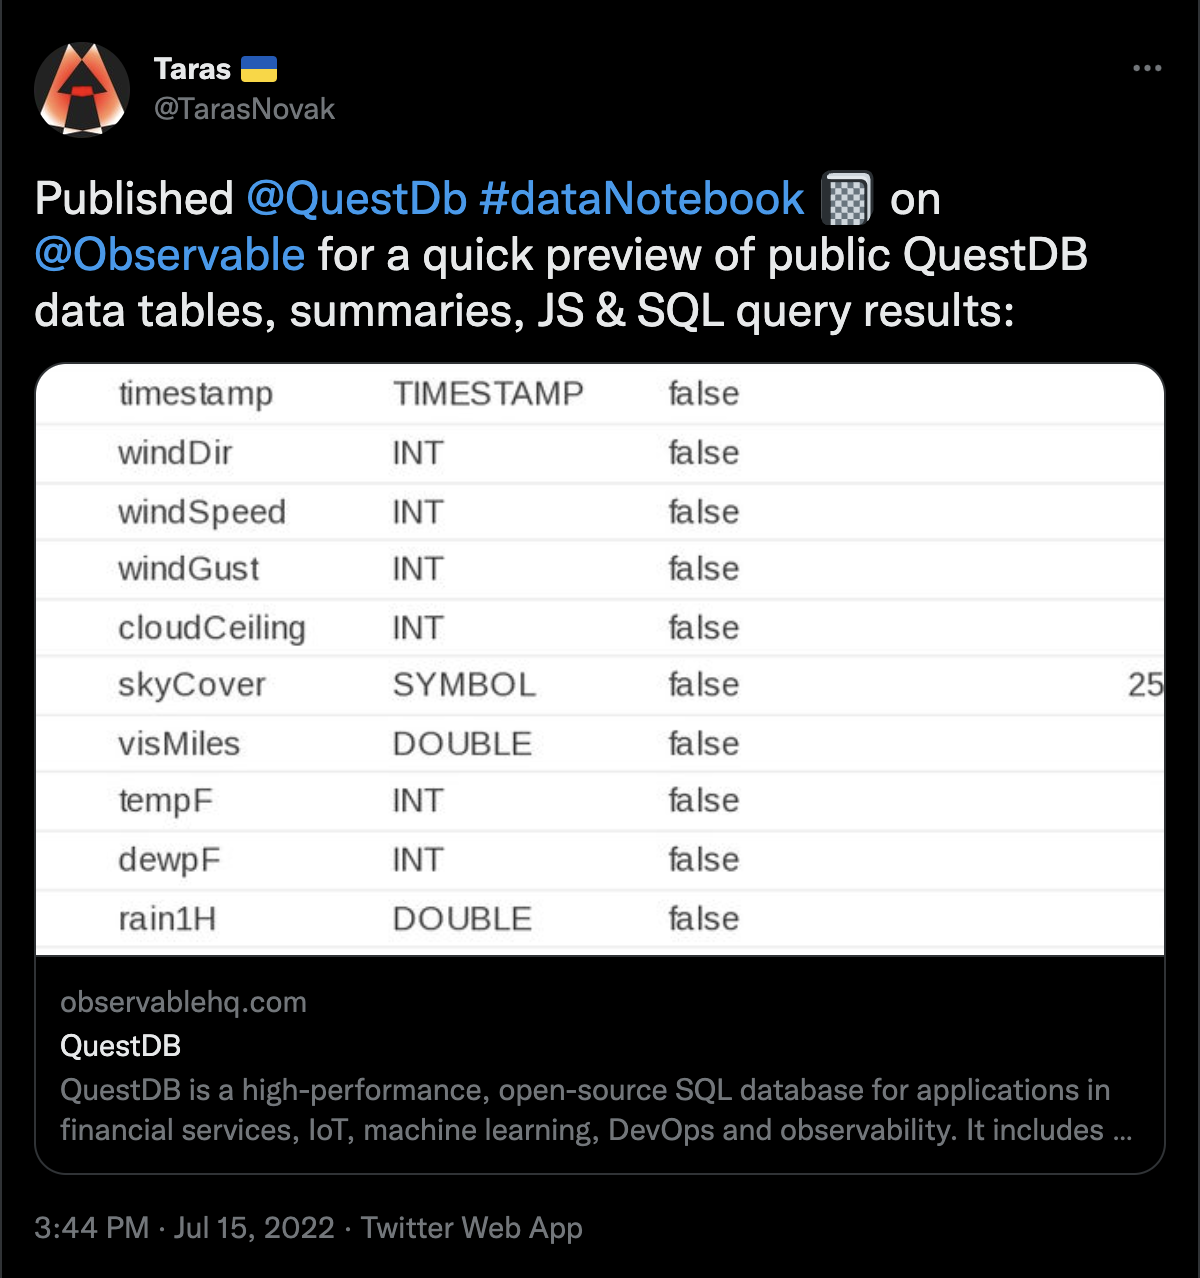 Taras 🇺🇦
@TarasNovak
Published @QuestDb #dataNotebook 📓 on
@Observable for a quick preview of public QuestDB
data tables, summaries, JS & SQL query results:
timestamp TIMESTAMP false
windDir INT false
windSpeed INT false
windGust INT false
cloudCeiling INT false
skyCover SYMBOL false 25
visMiles DOUBLE false
tempF INT false
dewpF INT false
rain1H DOUBLE false
observablehq.com
QuestDB
QuestDB is a high-performance, open-source SQL database for applications in
financial services, IoT, machine learning, DevOps and observability. It includes ...
3:44 PM · Jul 15, 2022 · Twitter Web App